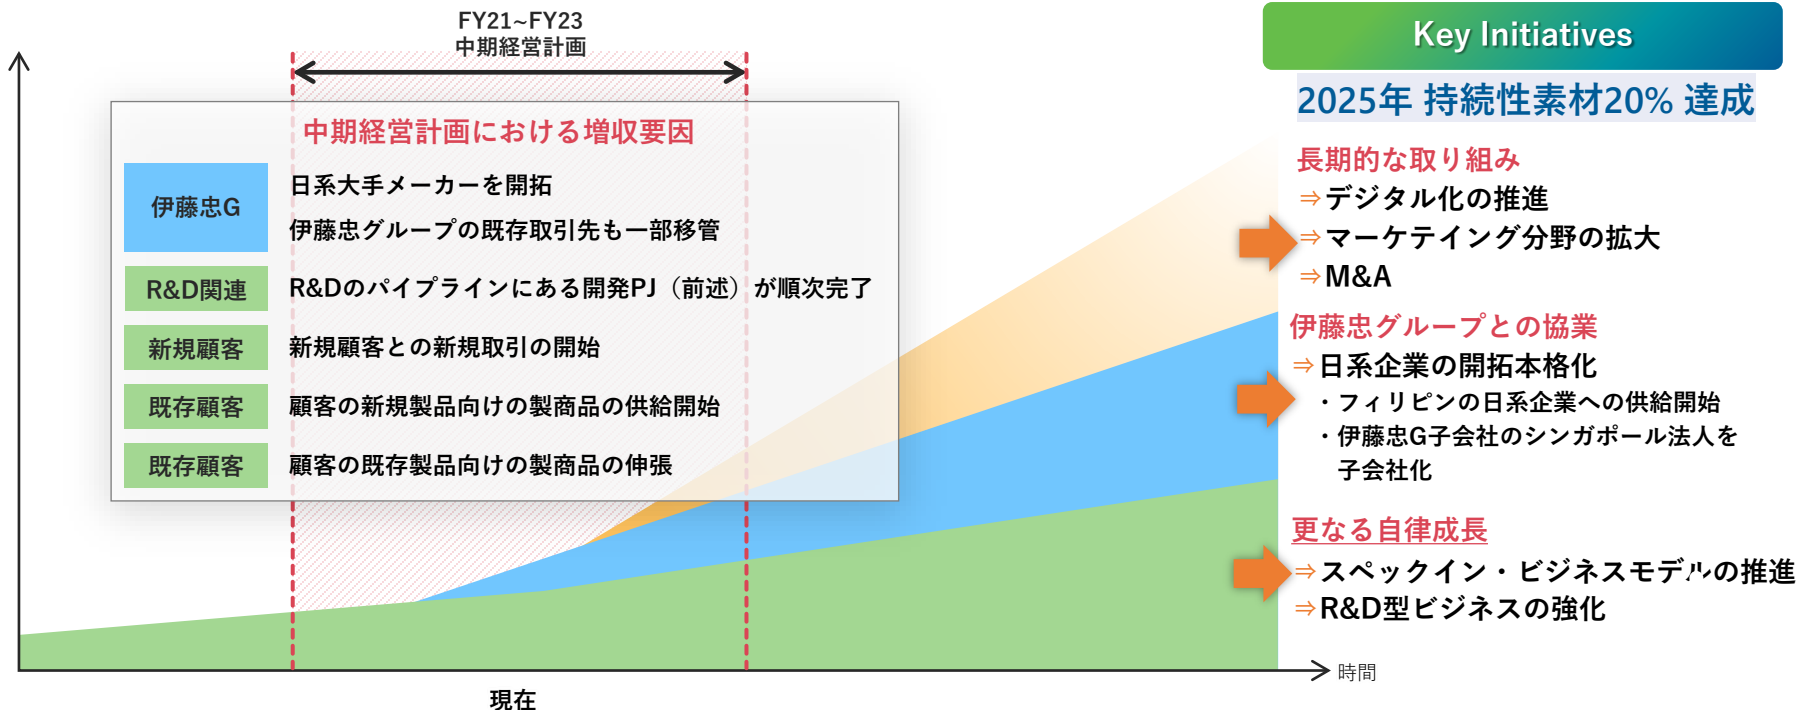 FY21~FY23
中期経営計画
中期経営計画における増収要因
伊藤忠G
日系大手メーカーを開拓
伊藤忠グループの既存取引先も一部移管
R&D関連
R&Dのパイプラインにある開発PJ（前述）が順次完了
新規顧客
新規顧客との新規取引の開始
既存顧客
顧客の新規製品向けの製商品の供給開始
既存顧客
顧客の既存製品向けの製商品の伸張
現在
時間
Key Initiatives
2025年 持続性素材20% 達成
長期的な取り組み
⇒デジタル化の推進
⇒マーケテイング分野の拡大
⇒M&A
伊藤忠グループとの協業
⇒日系企業の開拓本格化
・フィリピンの日系企業への供給開始
・伊藤忠G子会社のシンガポール法人を
子会社化
更なる自律成長
⇒スペックイン・ビジネスモデルの推進
⇒R&D型ビジネスの強化